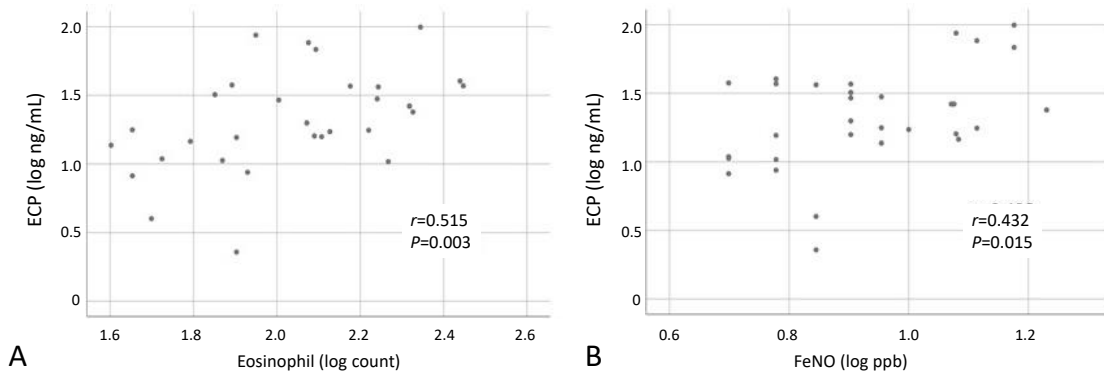 2.0
1.5
1.0
0.5
0
ECP (log ng/mL)
r=0.515
P=0.003
1.6 1.8 2.0 2.2 2.4 2.6
Eosinophil (log count)
A
2.0
1.5
1.0
0.5
0
ECP (log ng/mL)
r=0.432
P=0.015
0.6 0.8 1.0 1.2
FeNO (log ppb)
B